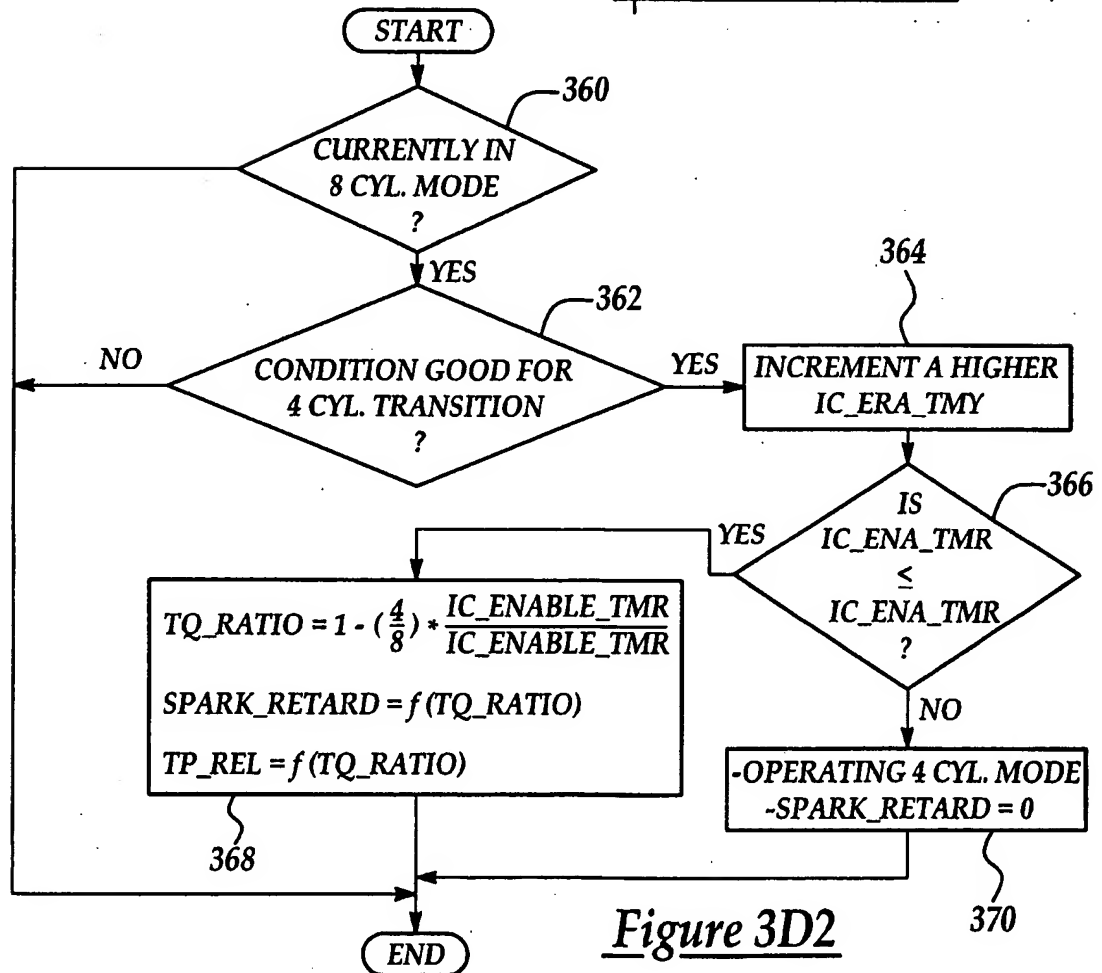 START
360
CURRENTLY IN
8 CYL. MODE
?
YES
362
CONDITION GOOD FOR
4 CYL. TRANSITION
?
NO
YES
364
INCREMENT A HIGHER
IC_ERA_TMY
366
IS
IC_ENA_TMR
≤
IC_ENA_TMR
?
YES
NO
TQ_RATIO = 1 - (4/8) * IC_ENABLE_TMR / IC_ENABLE_TMR
SPARK_RETARD = f (TQ_RATIO)
TP_REL = f (TQ_RATIO)
368
-OPERATING 4 CYL. MODE
-SPARK_RETARD = 0
370
END
Figure 3D2